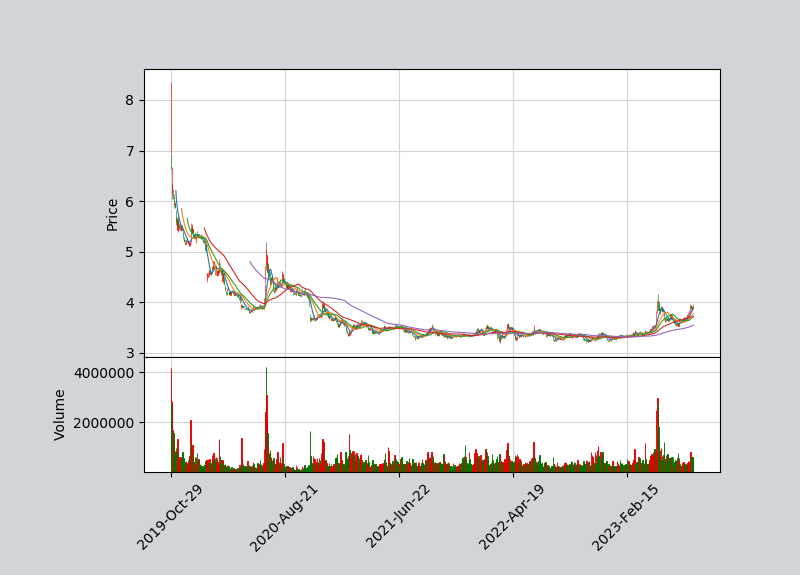 Price
8
7
6
5
4
3
Volume
4000000
2000000
2019-Oct-29
2020-Aug-21
2021-Jun-22
2022-Apr-19
2023-Feb-15